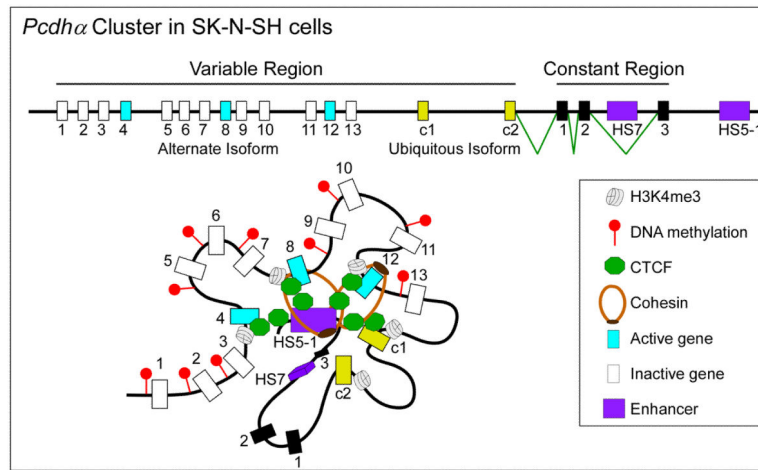 Pcdhα Cluster in SK-N-SH cells
Variable Region
Constant Region
1 2 3 4 5 6 7 8 9 10 11 12 13 c1 c2 1 2 HS7 3 HS5-1
Alternate Isoform
Ubiquitous Isoform
10
6
9
7
8
5
11
12
13
4
3
HS5-1
c1
2
1
3
HS7
c2
2
1
H3K4me3
DNA methylation
CTCF
Cohesin
Active gene
Inactive gene
Enhancer